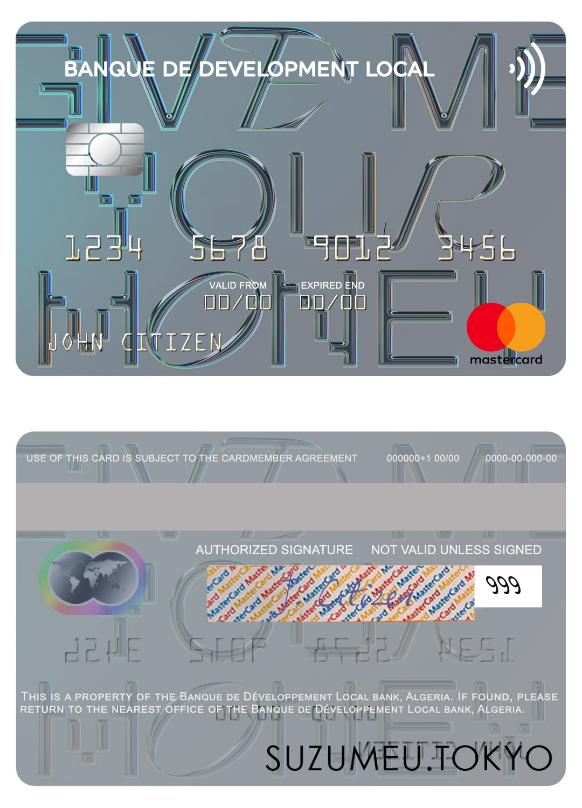 GIVE ME
BANQUE DE DEVELOPMENT LOCAL
YOUR
1234 5678 9012 3456
VALID FROM EXPIRED END
00/00 00/00
MONEY
JOHN CITIZEN
mastercard
USE OF THIS CARD IS SUBJECT TO THE CARDMEMBER AGREEMENT 000000+1 00/00 0000-00-000-00
AUTHORIZED SIGNATURE NOT VALID UNLESS SIGNED
MasterCard MasterCard MasterCard
999
THIS IS A PROPERTY OF THE BANQUE DE DÉVELOPPEMENT LOCAL BANK, ALGERIA. IF FOUND, PLEASE
RETURN TO THE NEAREST OFFICE OF THE BANQUE DE DÉVELOPPEMENT LOCAL BANK, ALGERIA.
SUZUMEU.TOKYO